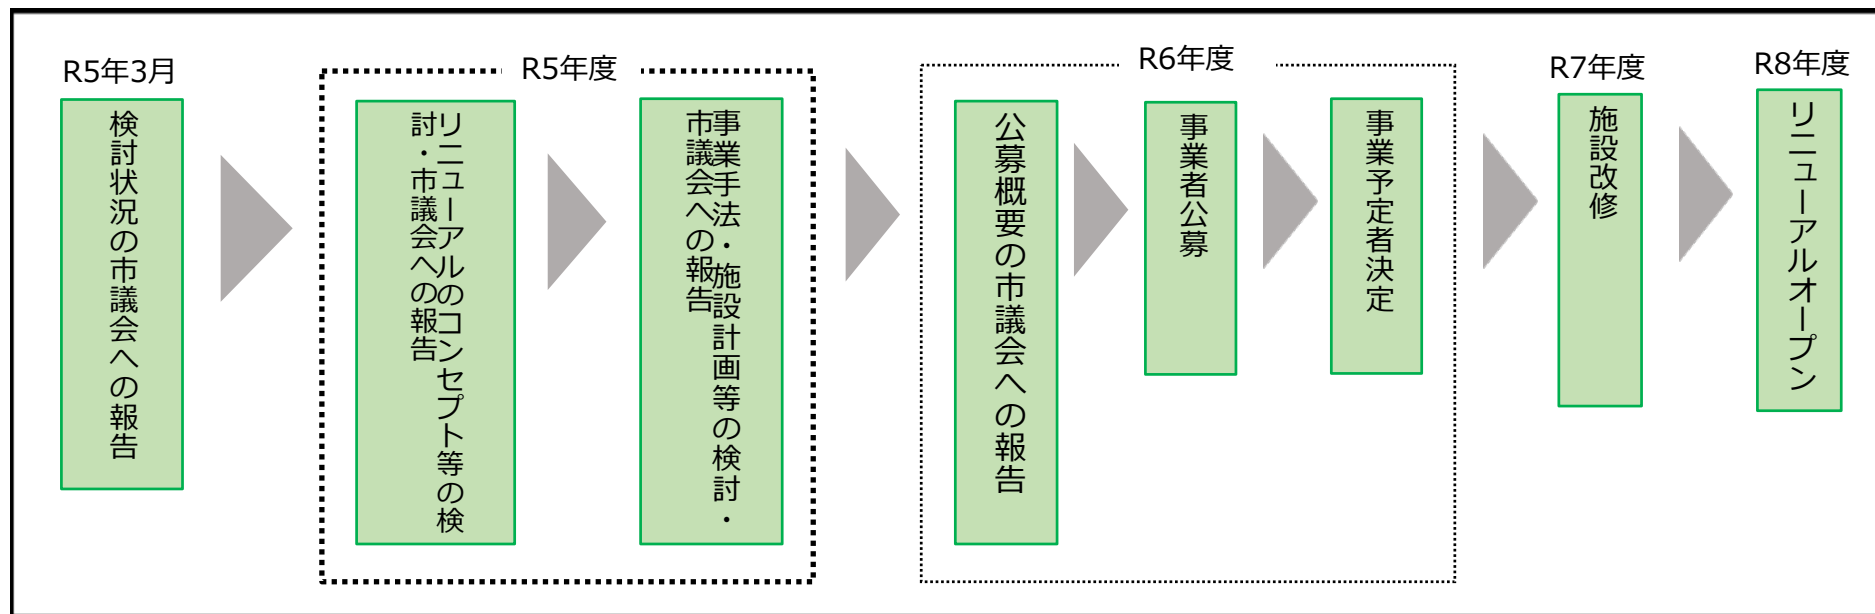 R5年3月
検討状況の市議会への報告
R5年度
リニューアルのコンセプト等の検
討・市議会への報告
事業手法・施設計画等の検討・
市議会への報告
R6年度
公募概要の市議会への報告
事業者公募
事業予定者決定
R7年度
施設改修
R8年度
リニューアルオープン